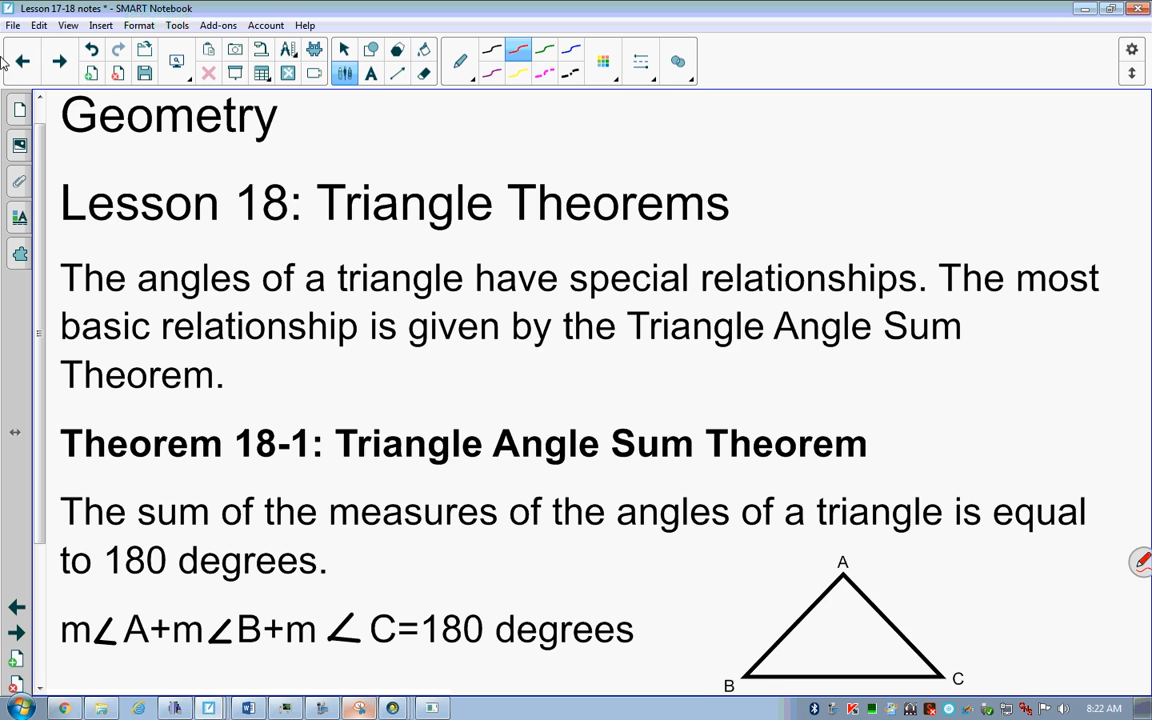 Lesson 17-18 notes * - SMART Notebook
File Edit View Insert Format Tools Add-ons Account Help
Geometry
Lesson 18: Triangle Theorems
The angles of a triangle have special relationships. The most
basic relationship is given by the Triangle Angle Sum
Theorem.
Theorem 18-1: Triangle Angle Sum Theorem
The sum of the measures of the angles of a triangle is equal
to 180 degrees.
A
m∠A+m∠B+m ∠C=180 degrees
B
C
8:22 AM